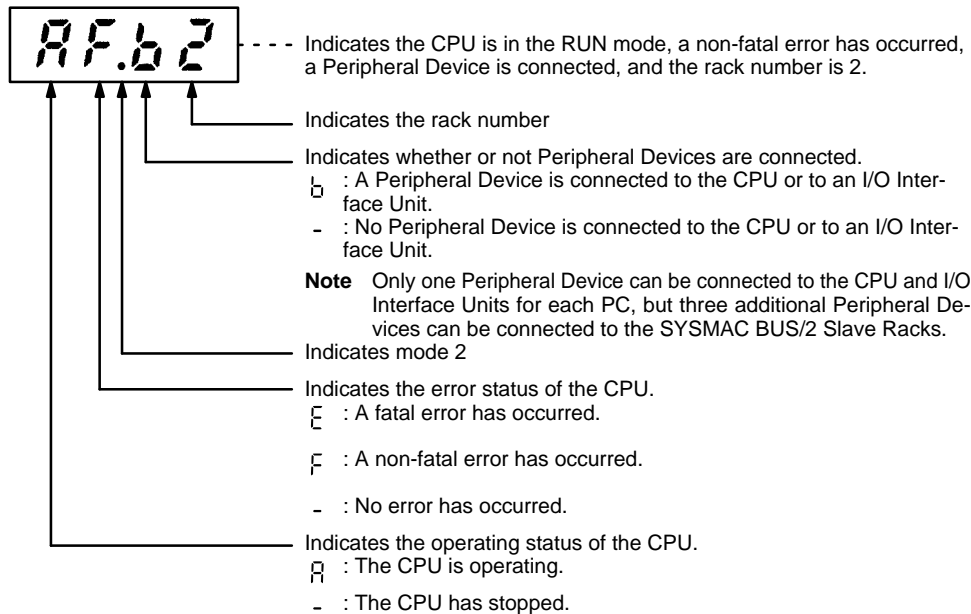 AF.b2
Indicates the CPU is in the RUN mode, a non-fatal error has occurred,
a Peripheral Device is connected, and the rack number is 2.
Indicates the rack number
Indicates whether or not Peripheral Devices are connected.
b : A Peripheral Device is connected to the CPU or to an I/O Inter-
face Unit.
- : No Peripheral Device is connected to the CPU or to an I/O Inter-
face Unit.
Note Only one Peripheral Device can be connected to the CPU and I/O
Interface Units for each PC, but three additional Peripheral De-
vices can be connected to the SYSMAC BUS/2 Slave Racks.
Indicates mode 2
Indicates the error status of the CPU.
E : A fatal error has occurred.
F : A non-fatal error has occurred.
- : No error has occurred.
Indicates the operating status of the CPU.
A : The CPU is operating.
- : The CPU has stopped.